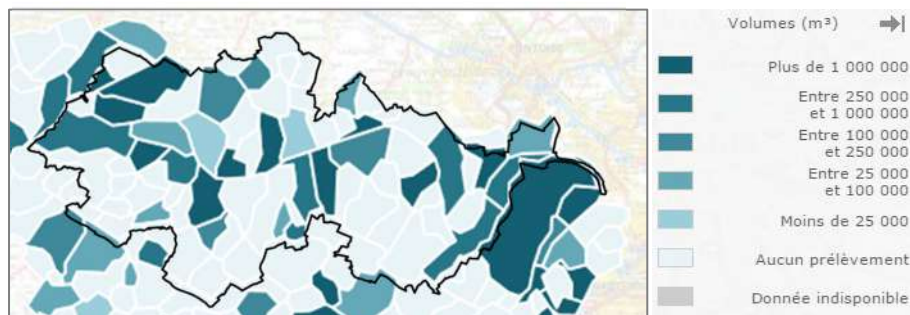 Volumes (m³)
Plus de 1 000 000
Entre 250 000
et 1 000 000
Entre 100 000
et 250 000
Entre 25 000
et 100 000
Moins de 25 000
Aucun prélèvement
Donnée indisponible